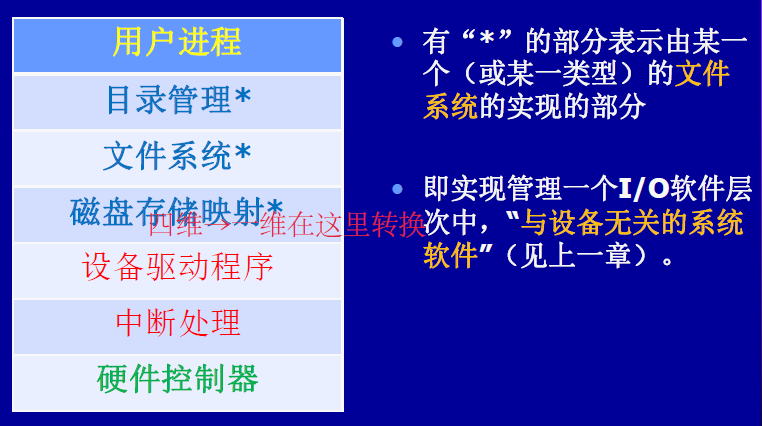 用户进程
目录管理*
文件系统*
磁盘存储映射*
四维→一维在这里转换
设备驱动程序
中断处理
硬件控制器
有“*”的部分表示由某一
个（或某一类型）的文件
系统的实现的部分
即实现管理一个I/O软件层
次中，“与设备无关的系统
软件”（见上一章）。